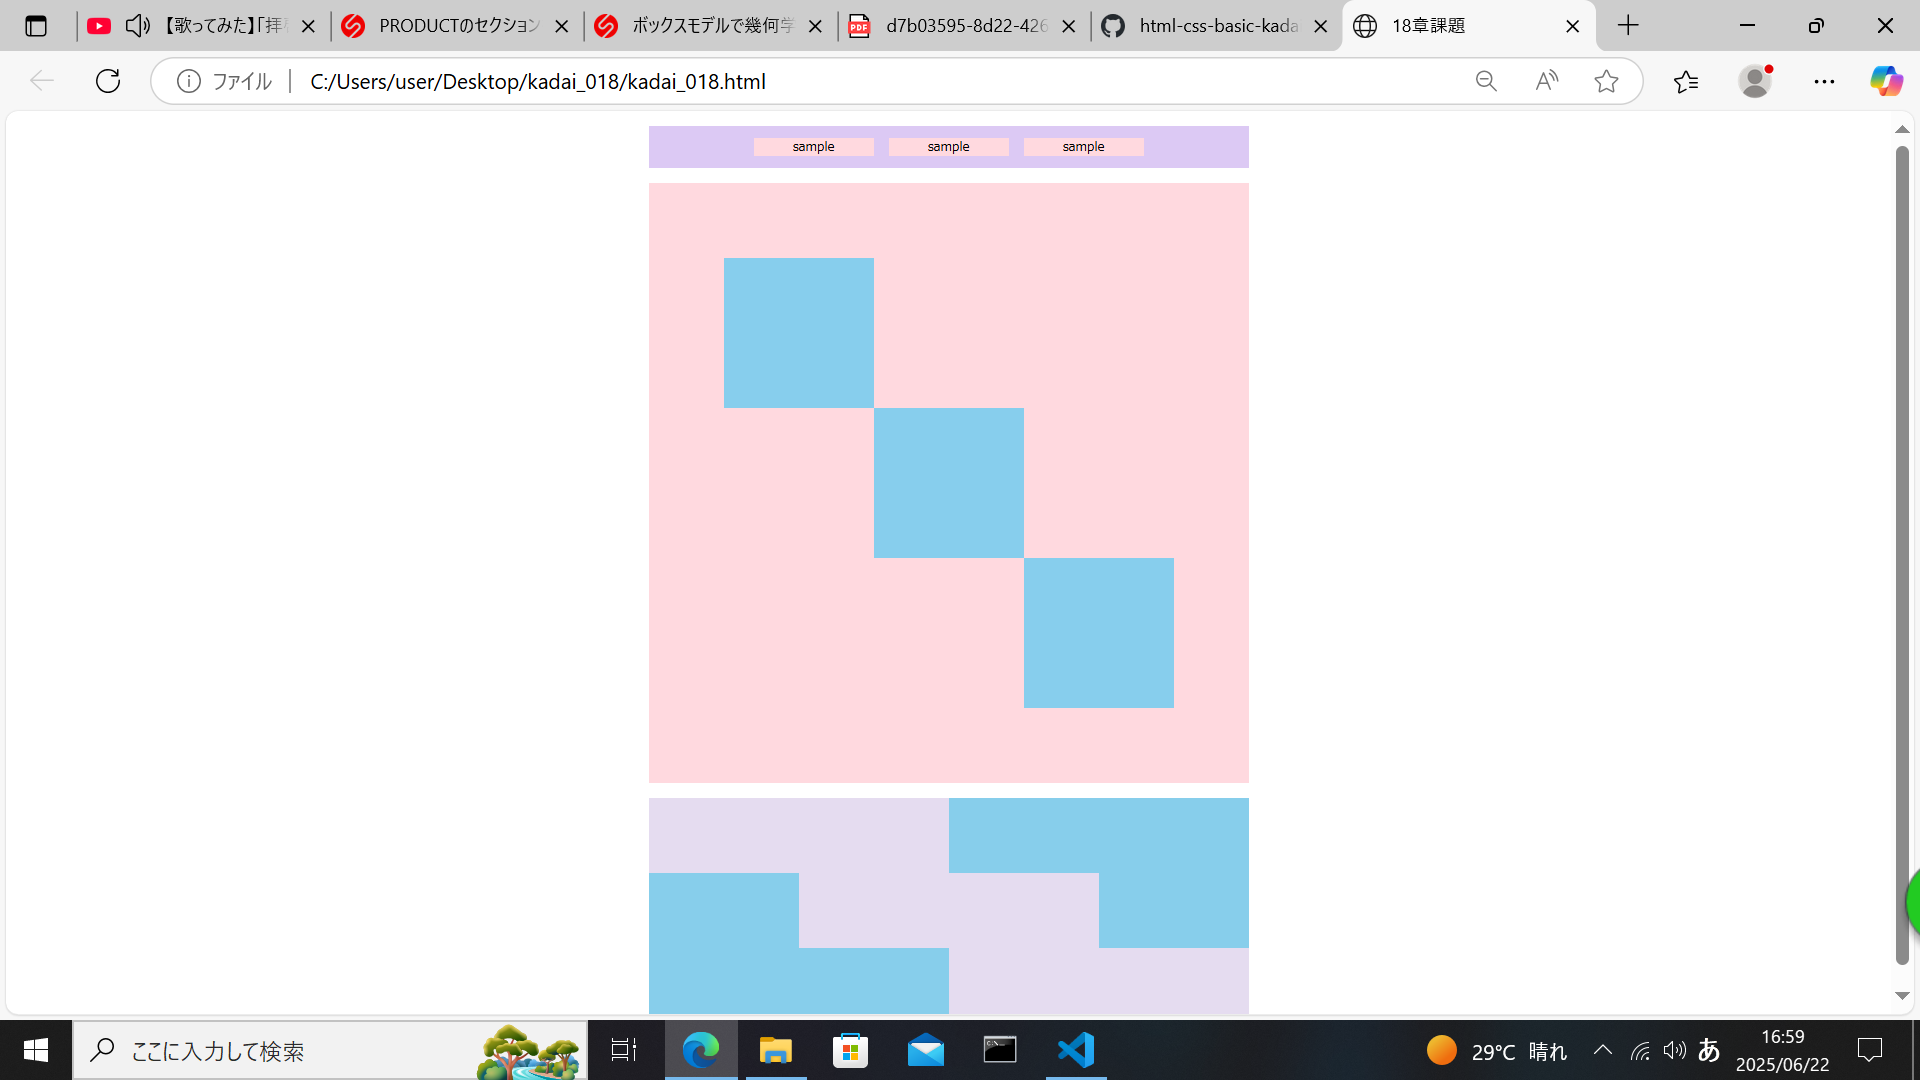 【歌ってみた】「拝
PRODUCTのセクション
ボックスモデルで幾何学
d7b03595-8d22-426
html-css-basic-kada
18章課題
ファイル
C:/Users/user/Desktop/kadai_018/kadai_018.html
sample sample sample
ここに入力して検索
29°C 晴れ
あ
16:59
2025/06/22